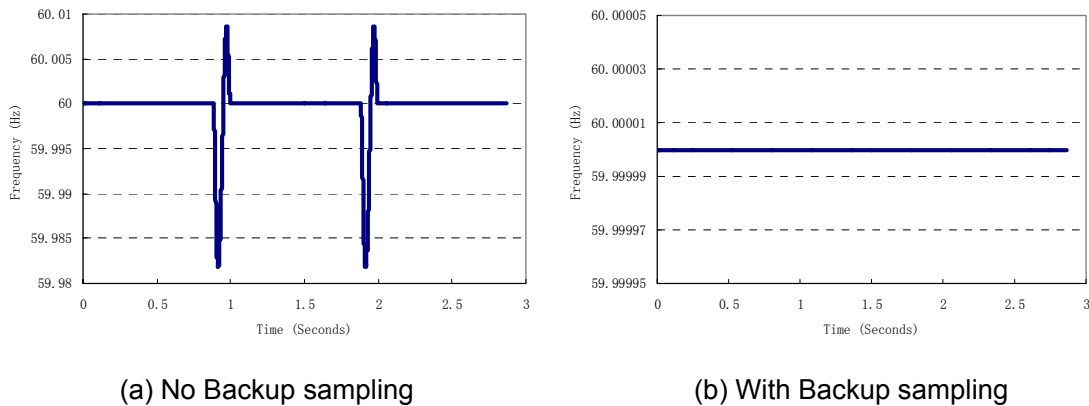 60.01
60.005
60
59.995
59.99
59.985
59.98
Frequency (Hz)
0 0.5 1 1.5 2 2.5 3
Time (Seconds)
(a) No Backup sampling
60.00005
60.00003
60.00001
59.99999
59.99997
59.99995
Frequency (Hz)
0 0.5 1 1.5 2 2.5 3
Time (Seconds)
(b) With Backup sampling